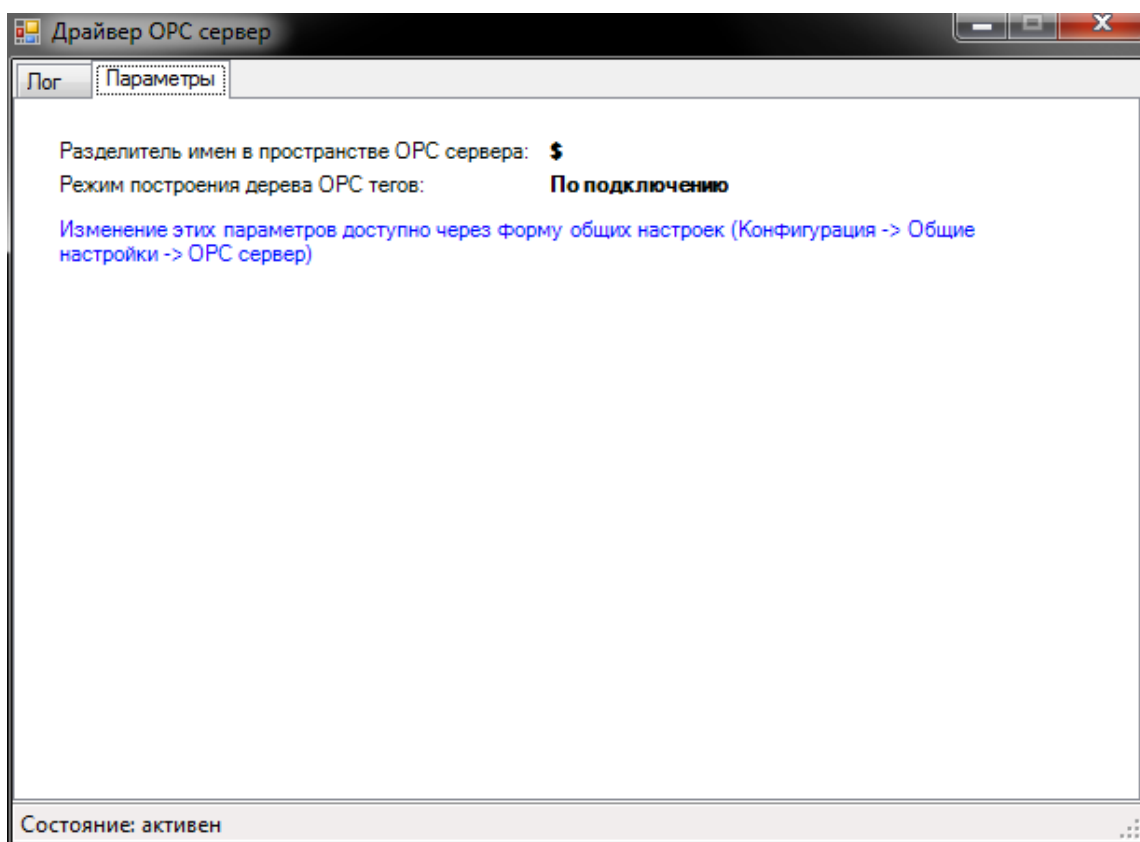 Драйвер OPC сервер
Лог
Параметры
Разделитель имен в пространстве OPC сервера: $
Режим построения дерева OPC тегов: По подключению
Изменение этих параметров доступно через форму общих настроек (Конфигурация -> Общие
настройки -> OPC сервер)
Состояние: активен